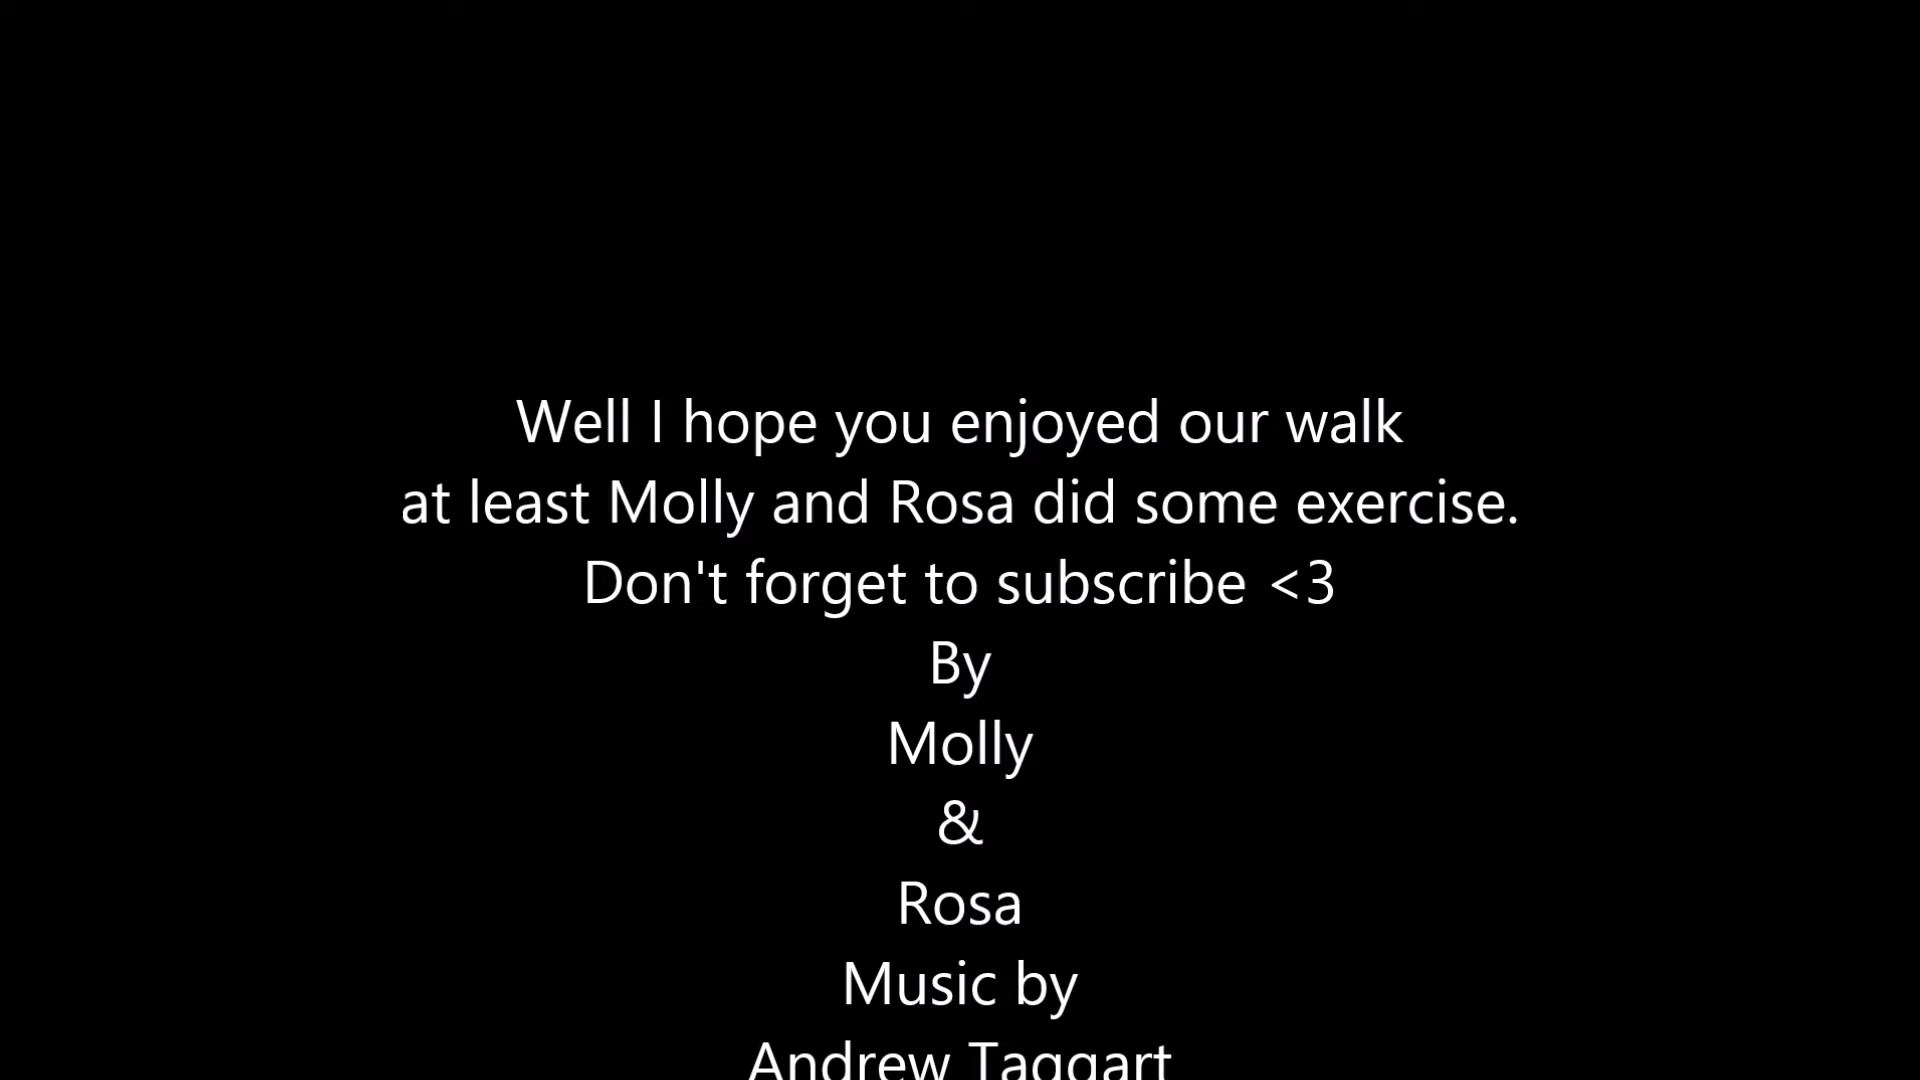 Well I hope you enjoyed our walk
at least Molly and Rosa did some exercise.
Don't forget to subscribe <3
By
Molly
&
Rosa
Music by
Andrew Taggart